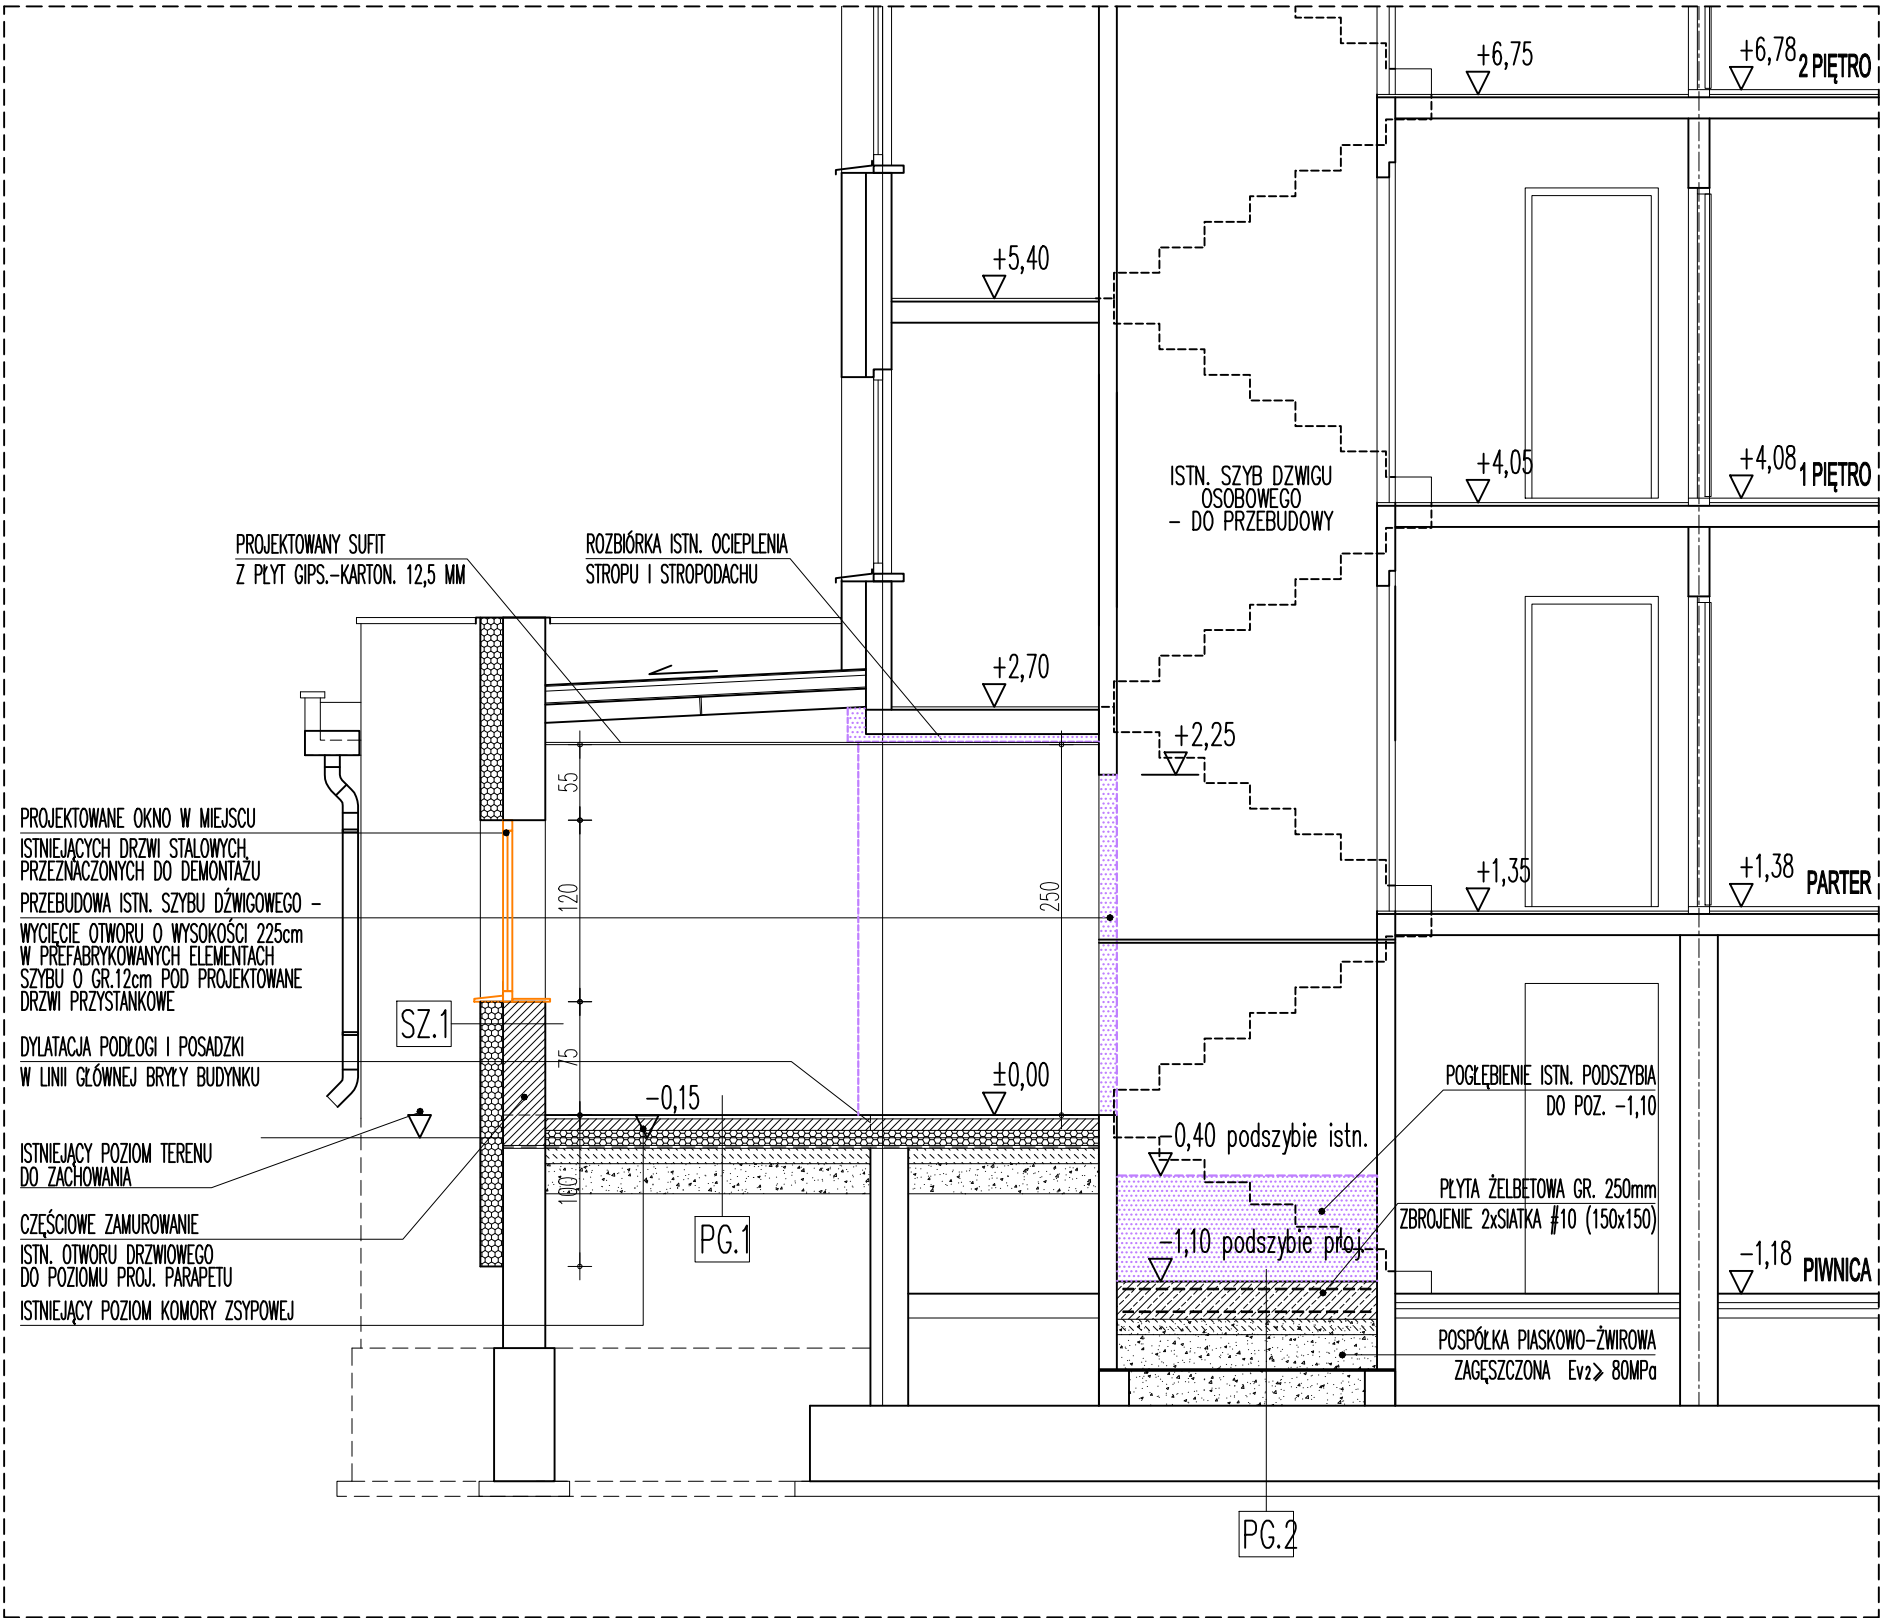 +6,75
+6,78
2 PIĘTRO
+5,40
+4,05
+4,08
1 PIĘTRO
ISTN. SZYB DZWIGU
OSOBOWEGO
- DO PRZEBUDOWY
PROJEKTOWANY SUFIT
Z PŁYT GIPS.-KARTON. 12,5 MM
ROZBIÓRKA ISTN. OCIEPLENIA
STROPU I STROPODACHU
+2,70
+2,25
55
120
75
100
250
PROJEKTOWANE OKNO W MIEJSCU
ISTNIEJĄCYCH DRZWI STALOWYCH,
PRZEZNACZONYCH DO DEMONTAŻU
PRZEBUDOWA ISTN. SZYBU DŹWIGOWEGO -
WYCIĘCIE OTWORU O WYSOKOŚCI 225cm
W PREFABRYKOWANYCH ELEMENTACH
SZYBU O GR.12cm POD PROJEKTOWANE
DRZWI PRZYSTANKOWE
+1,35
+1,38
PARTER
SZ.1
DYLATACJA PODŁOGI I POSADZKI
W LINII GŁÓWNEJ BRYŁY BUDYNKU
-0,15
±0,00
POGŁĘBIENIE ISTN. PODSZYBIA
DO POZ. -1,10
ISTNIEJĄCY POZIOM TERENU
DO ZACHOWANIA
-0,40 podszybie istn.
PŁYTA ŻELBETOWA GR. 250mm
ZBROJENIE 2xSIATKA #10 (150x150)
CZĘŚCIOWE ZAMUROWANIE
ISTN. OTWORU DRZWIOWEGO
DO POZIOMU PROJ. PARAPETU
PG.1
-1,10 podszybie proj.
-1,18
PIWNICA
ISTNIEJĄCY POZIOM KOMORY ZSYPOWEJ
POSPÓŁKA PIASKOWO-ŻWIROWA
ZAGĘSZCZONA Ev2⩾ 80MPa
PG.2